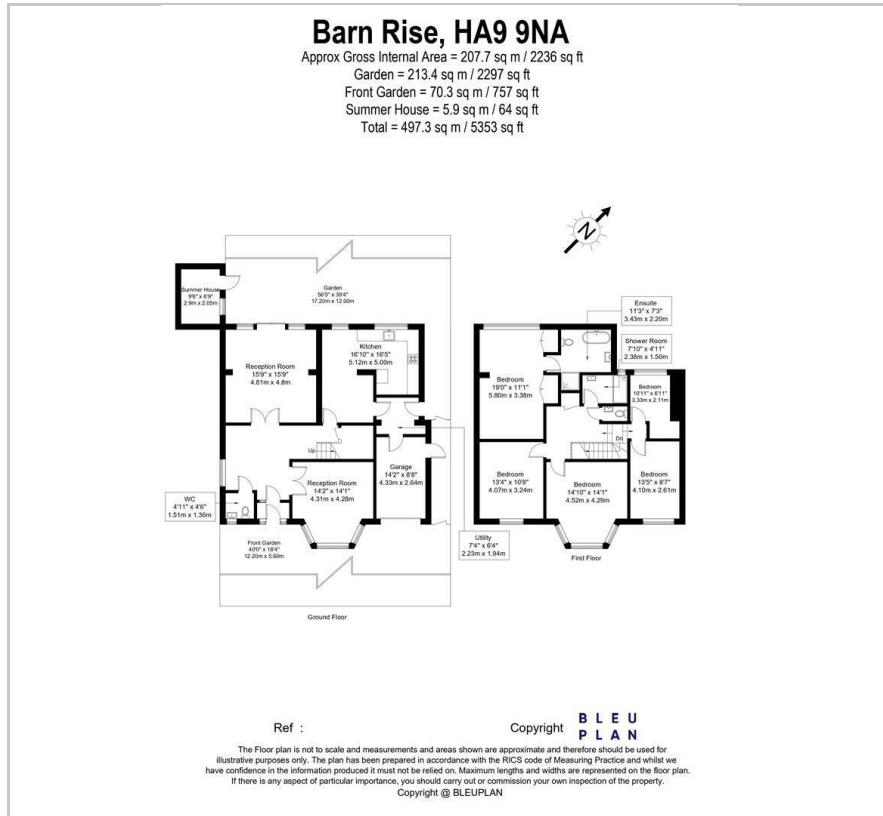 Barn Rise, HA9 9NA
Approx Gross Internal Area = 207.7 sq m / 2236 sq ft
Garden = 213.4 sq m / 2297 sq ft
Front Garden = 70.3 sq m / 757 sq ft
Summer House = 5.9 sq m / 64 sq ft
Total = 497.3 sq m / 5353 sq ft
N
Summer House
9'6" x 6'9"
2.9m x 2.05m
Garden
56'5" x 39'4"
17.20m x 12.00m
Kitchen
16'10" x 16'5"
5.12m x 5.00m
Reception Room
15'9" x 15'9"
4.81m x 4.8m
Up
Reception Room
14'2" x 14'1"
4.31m x 4.28m
Garage
14'2" x 8'8"
4.33m x 2.64m
WC
4'11" x 4'6"
1.51m x 1.36m
Front Garden
40'0" x 18'4"
12.20m x 5.60m
Utility
7'4" x 6'4"
2.23m x 1.94m
Ground Floor
Ensuite
11'3" x 7'3"
3.43m x 2.20m
Shower Room
7'10" x 4'11"
2.38m x 1.50m
Bedroom
19'0" x 11'1"
5.80m x 3.38m
Bedroom
10'11" x 6'11"
3.33m x 2.11m
Dn
Bedroom
13'4" x 10'8"
4.07m x 3.24m
Bedroom
14'10" x 14'1"
4.52m x 4.29m
Bedroom
13'5" x 8'7"
4.10m x 2.61m
First Floor
Ref :
Copyright
BLEU
PLAN
The Floor plan is not to scale and measurements and areas shown are approximate and therefore should be used for
illustrative purposes only. The plan has been prepared in accordance with the RICS code of Measuring Practice and whilst we
have confidence in the information produced it must not be relied on. Maximum lengths and widths are represented on the floor plan.
If there is any aspect of particular importance, you should carry out or commission your own inspection of the property.
Copyright @ BLEUPLAN